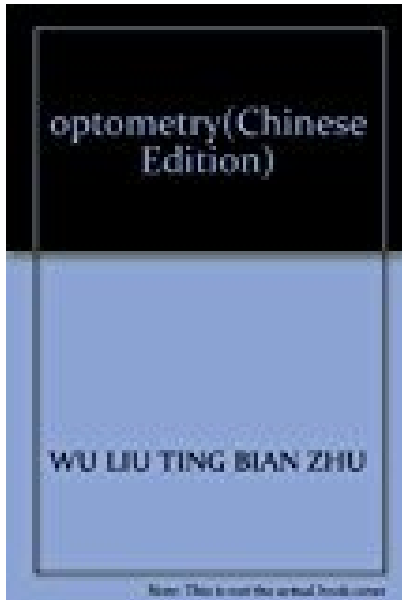 optometry(Chinese
Edition)
WU LIU TING BIAN ZHU
Note: This is not the actual book cover